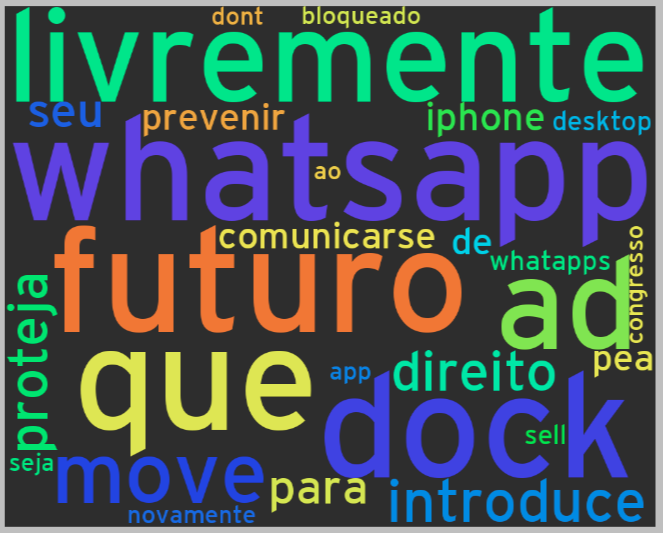 dont bloqueado
livremente
seu prevenir iphone desktop
whatsapp
ao
comunicarse de
whatapps
futuro ad congresso
proteja
que app direito pea
dock
sell
seja move para introduce
novamente